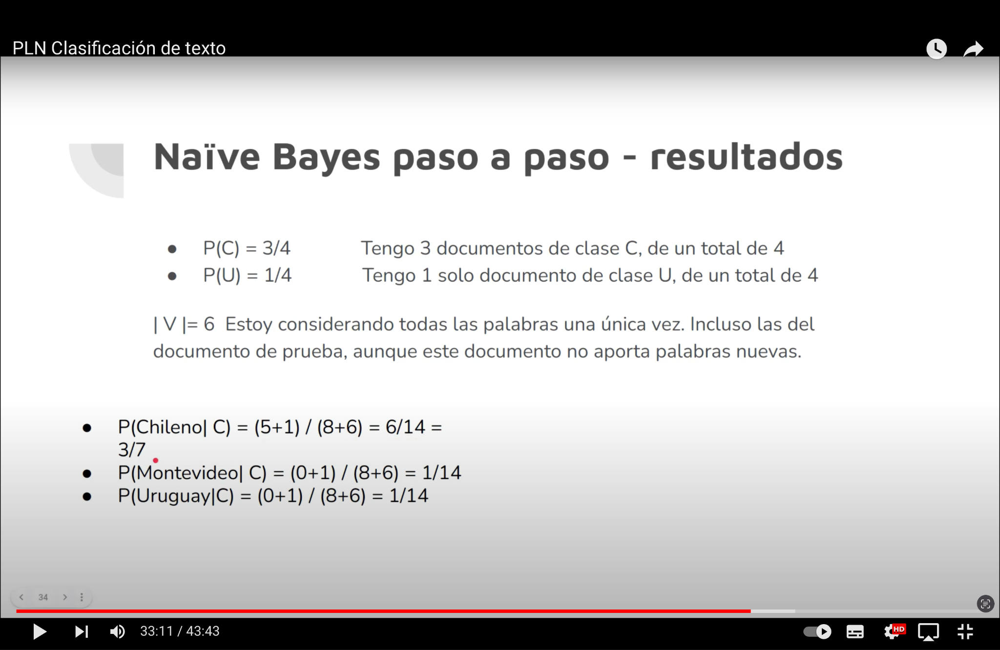 PLN Clasificación de texto
Naïve Bayes paso a paso - resultados
● P(C) = 3/4 Tengo 3 documentos de clase C, de un total de 4
● P(U) = 1/4 Tengo 1 solo documento de clase U, de un total de 4
| V |= 6 Estoy considerando todas las palabras una única vez. Incluso las del
documento de prueba, aunque este documento no aporta palabras nuevas.
● P(Chileno| C) = (5+1) / (8+6) = 6/14 =
3/7
● P(Montevideo| C) = (0+1) / (8+6) = 1/14
● P(Uruguay|C) = (0+1) / (8+6) = 1/14
34
33:11 / 43:43
HD